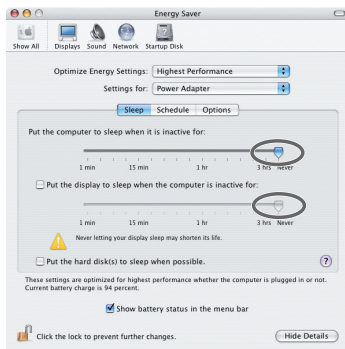 Energy Saver
Show All Displays Sound Network Startup Disk
Optimize Energy Settings: Highest Performance
Settings for: Power Adapter
Sleep Schedule Options
Put the computer to sleep when it is inactive for:
1 min 15 min 1 hr 3 hrs Never
Put the display to sleep when the computer is inactive for:
1 min 15 min 1 hr 3 hrs Never
Never letting your display sleep may shorten its life.
Put the hard disk(s) to sleep when possible. ?
These settings are optimized for highest performance whether the computer is plugged in or not.
Current battery charge is 94 percent.
Show battery status in the menu bar
Click the lock to prevent further changes. Hide Details